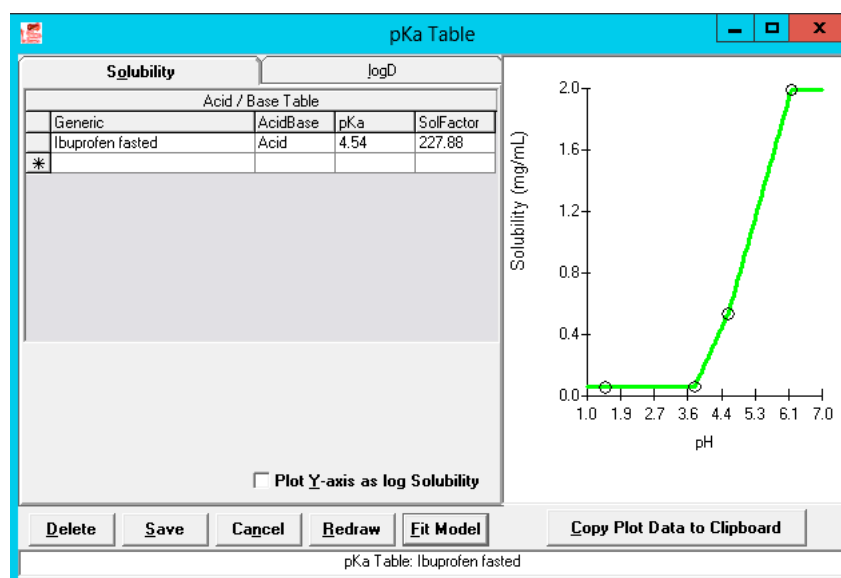 pKa Table
Solubility logD
Acid / Base Table
Generic AcidBase pKa SolFactor
Ibuprofen fasted Acid 4.54 227.88
Plot Y-axis as log Solubility
Delete Save Cancel Redraw Fit Model
Solubility (mg/mL)
2.0
1.6
1.2
0.8
0.4
0.0
1.0 1.9 2.7 3.6 4.4 5.3 6.1 7.0
pH
Copy Plot Data to Clipboard
pKa Table: Ibuprofen fasted